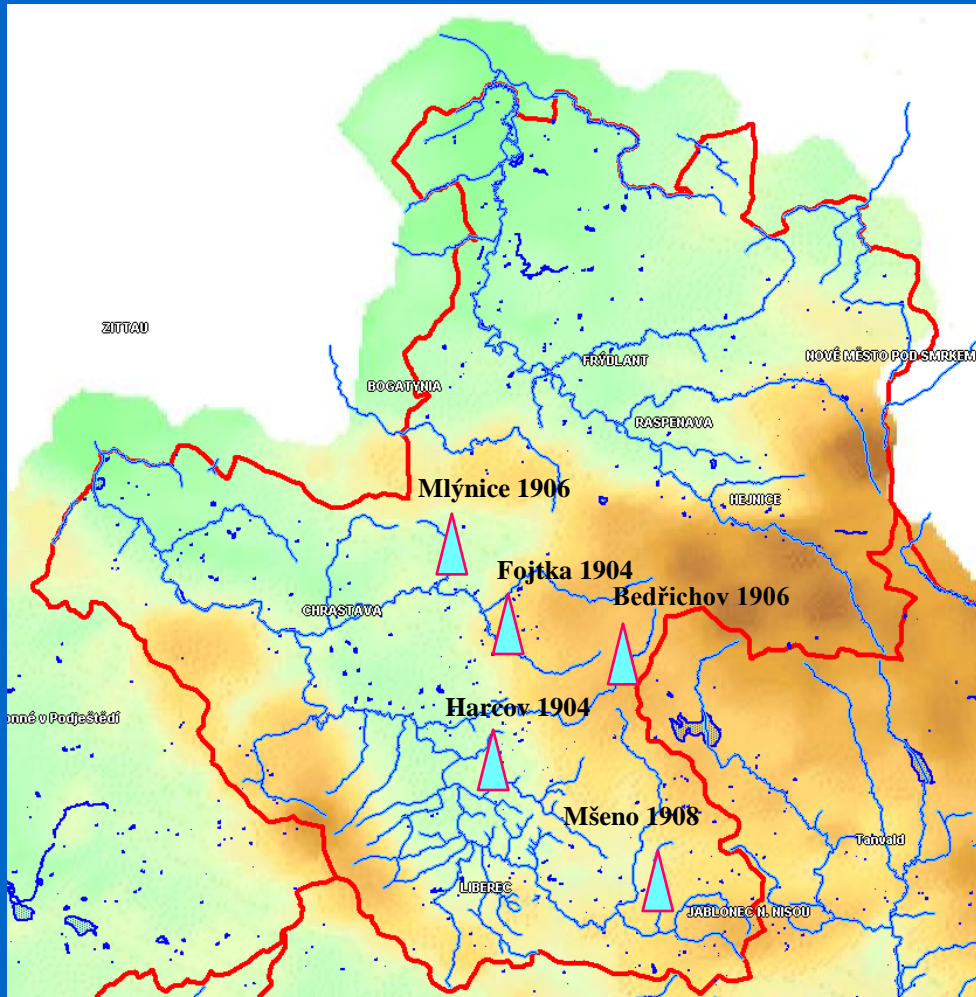 ZITTAU
FRÝDLANT
NOVÉ MĚSTO POD SMRKEM
BOGATYNIA
RASPENAVA
Mlýnice 1906
HEJNICE
Fojtka 1904
Bedřichov 1906
CHRASTAVA
Harcov 1904
onné v Podještědí
Mšeno 1908
Tanvald
LIBEREC
JABLONEC N. NISOU